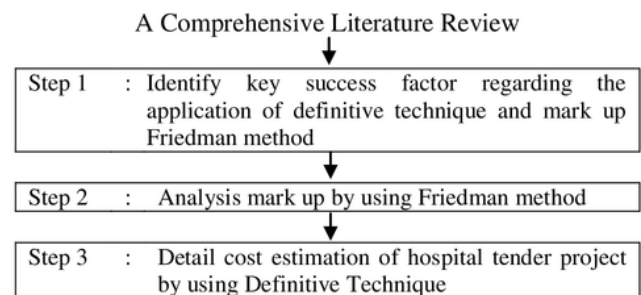 A Comprehensive Literature Review
Step 1 : Identify key success factor regarding the
application of definitive technique and mark up
Friedman method
Step 2 : Analysis mark up by using Friedman method
Step 3 : Detail cost estimation of hospital tender project
by using Definitive Technique